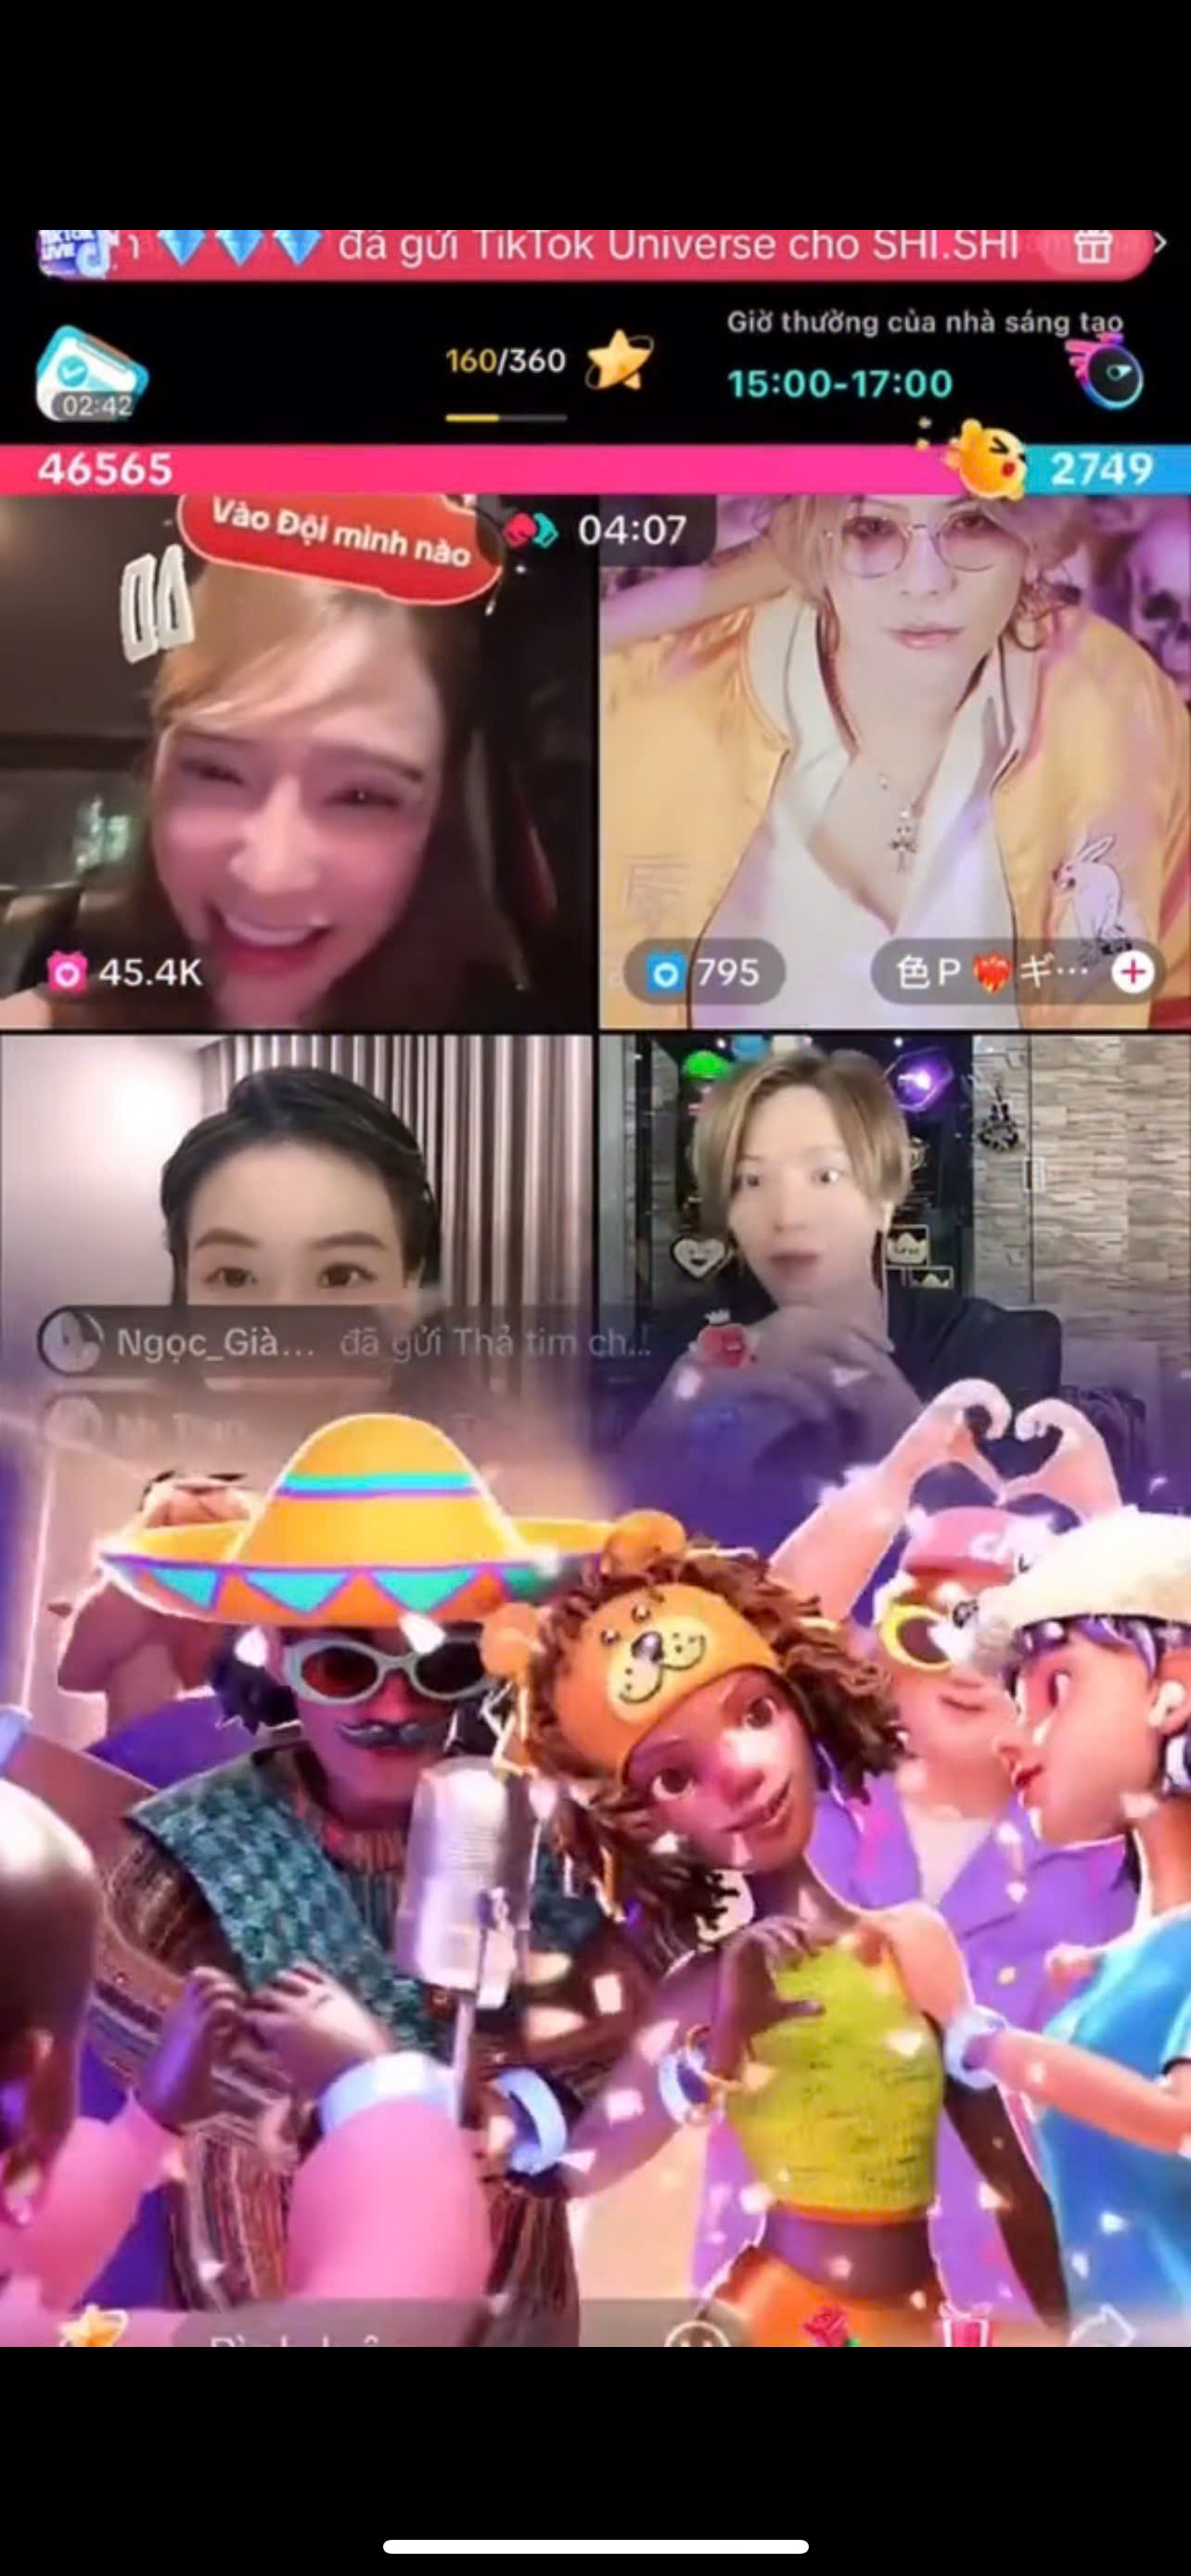 đã gửi TikTok Universe cho SHI.SHI
Giờ thưởng của nhà sáng tạo
160/360
15:00-17:00
02:42
46565
2749
Vào Đội mình nào
04:07
45.4K
795
色P❤️‍🔥ギ…
Ngọc_Già... đã gửi Thả tim ch...